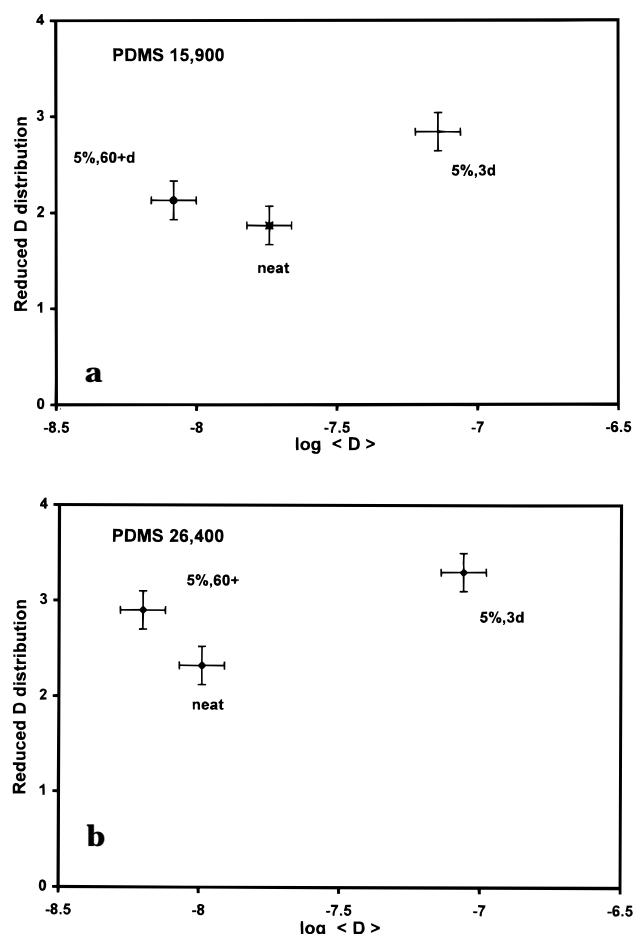 4
PDMS 15,900
3
5%,60+d
5%,3d
2
neat
1
a
0
-8.5 -8 -7.5 -7 -6.5
log < D >
Reduced D distribution
4
PDMS 26,400
5%,60+
3
5%,3d
2
neat
1
b
0
-8.5 -8 -7.5 -7 -6.5
log < D >
Reduced D distribution